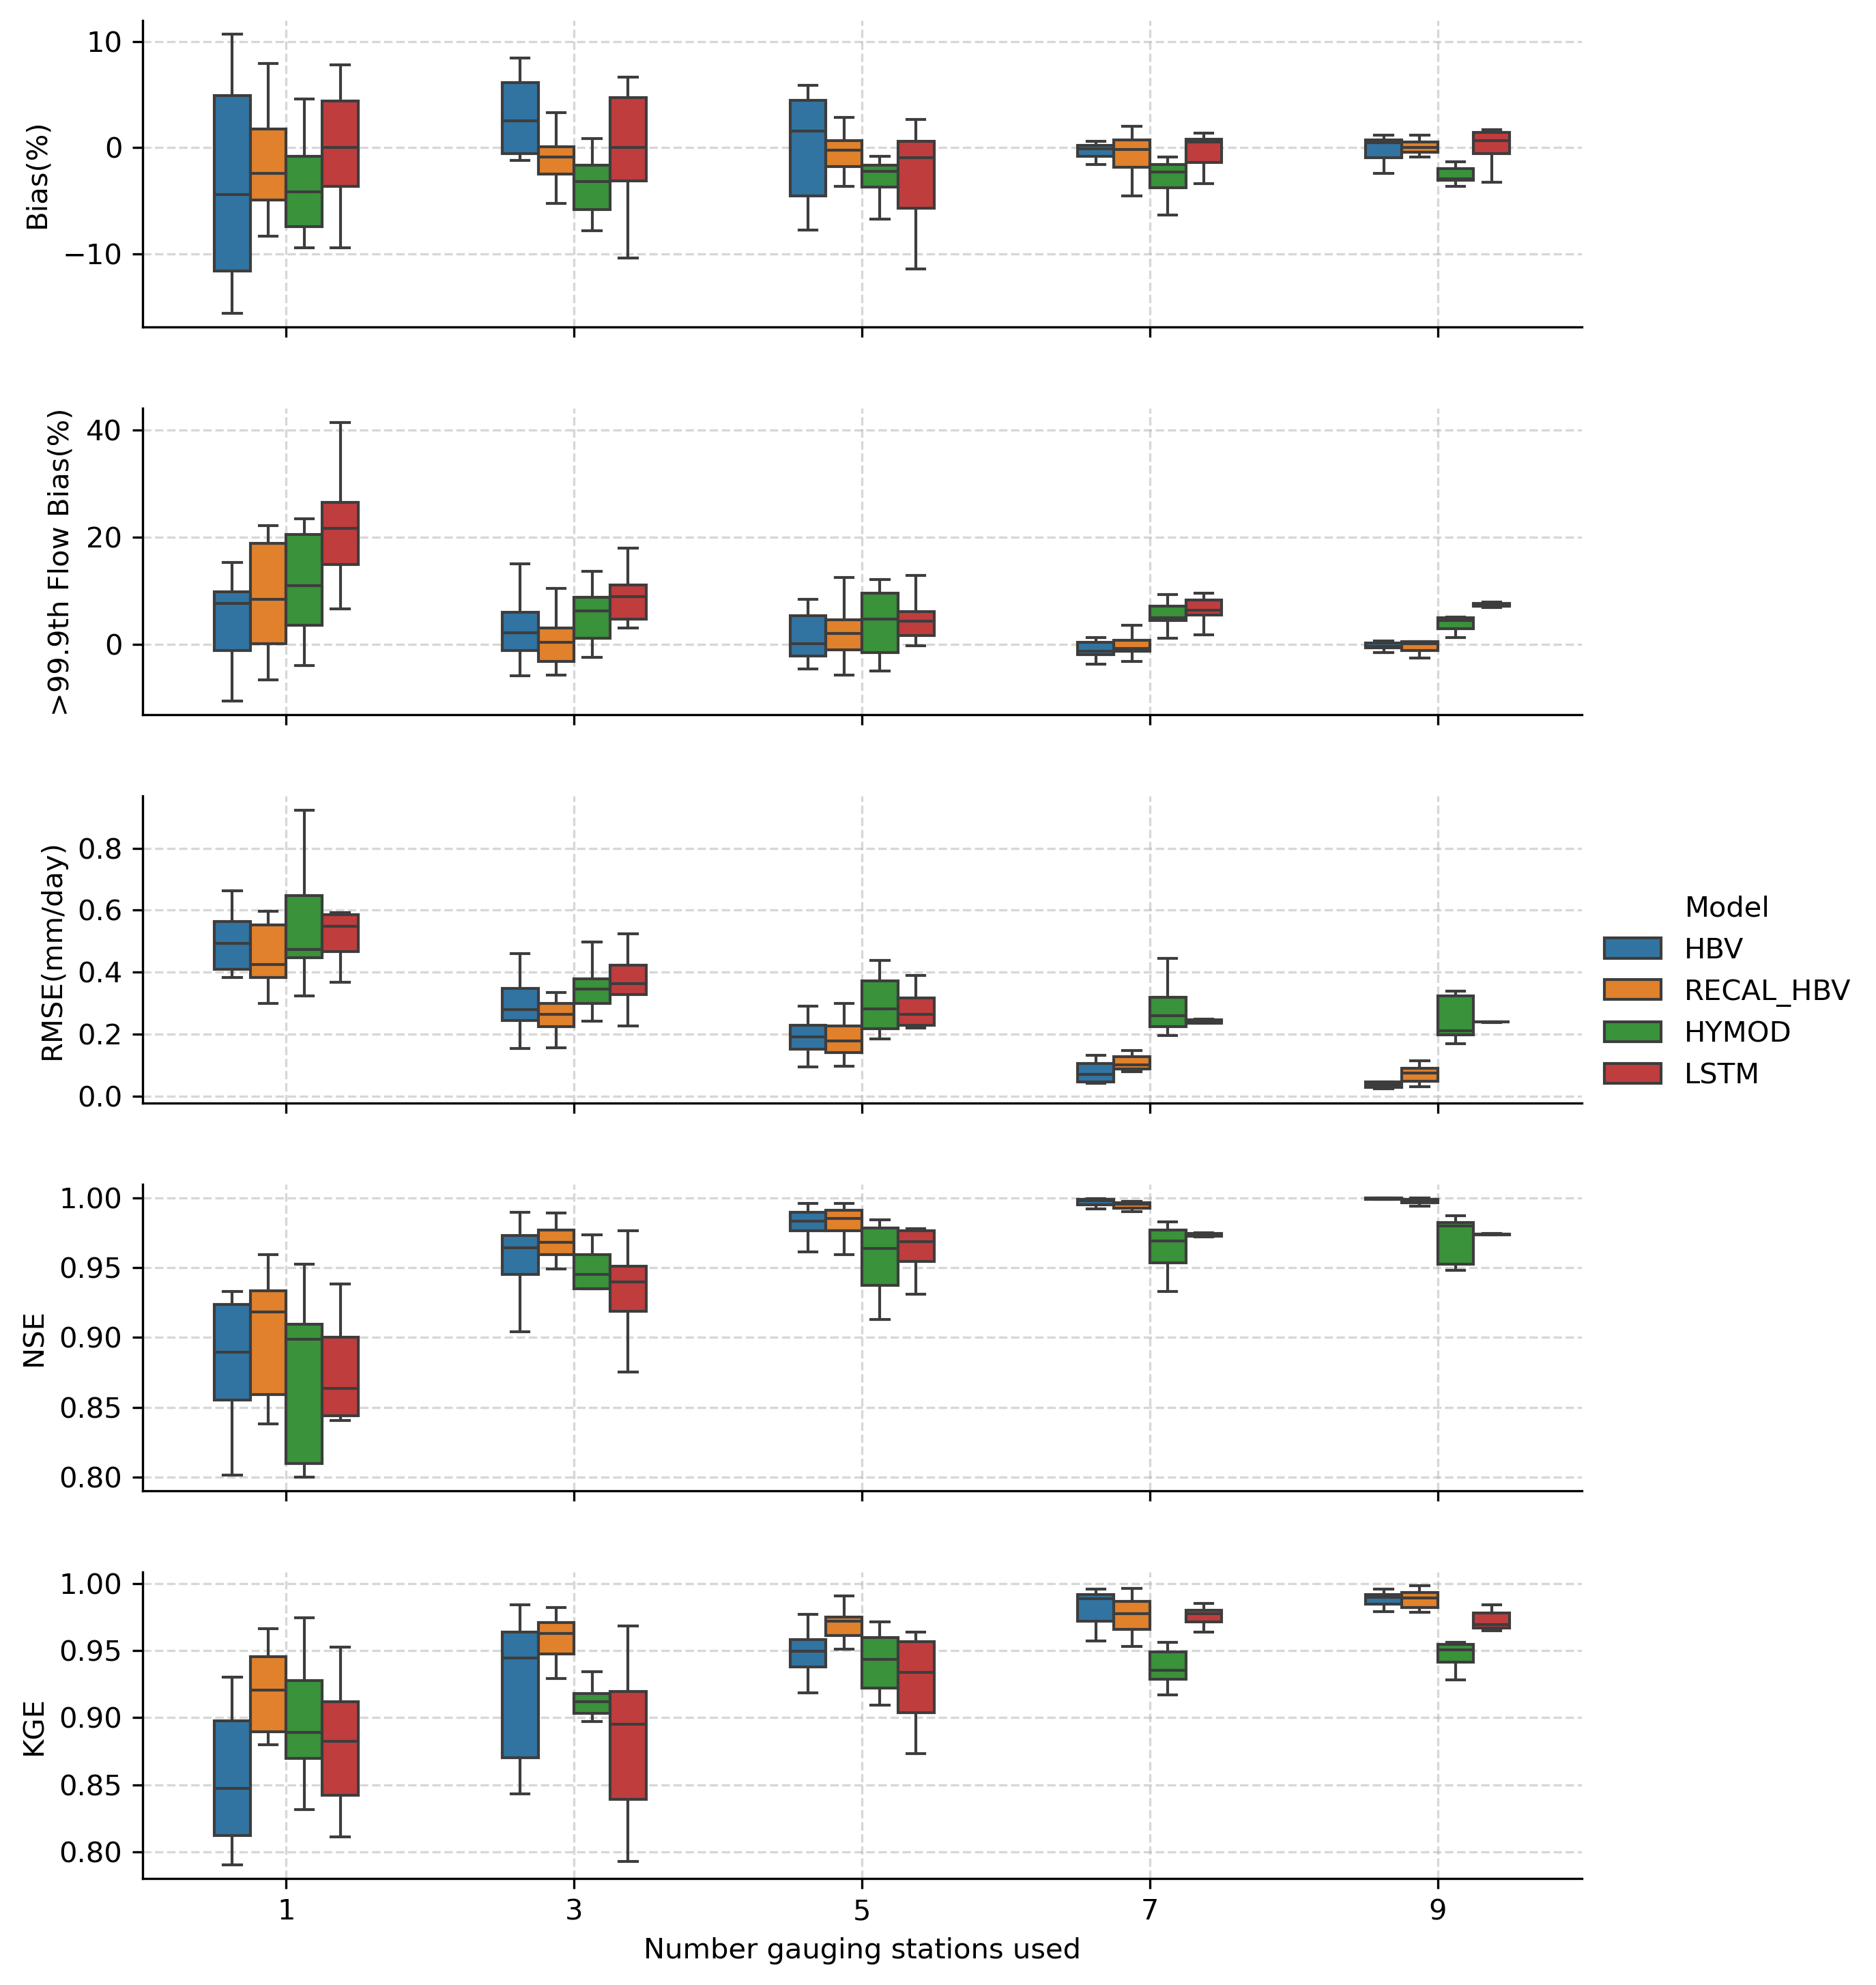 10
0
−10
Bias(%)
40
20
0
>99.9th Flow Bias(%)
0.8
0.6
0.4
0.2
0.0
RMSE(mm/day)
Model
HBV
RECAL_HBV
HYMOD
LSTM
1.00
0.95
0.90
0.85
0.80
NSE
1.00
0.95
0.90
0.85
0.80
KGE
1 3 5 7 9
Number gauging stations used